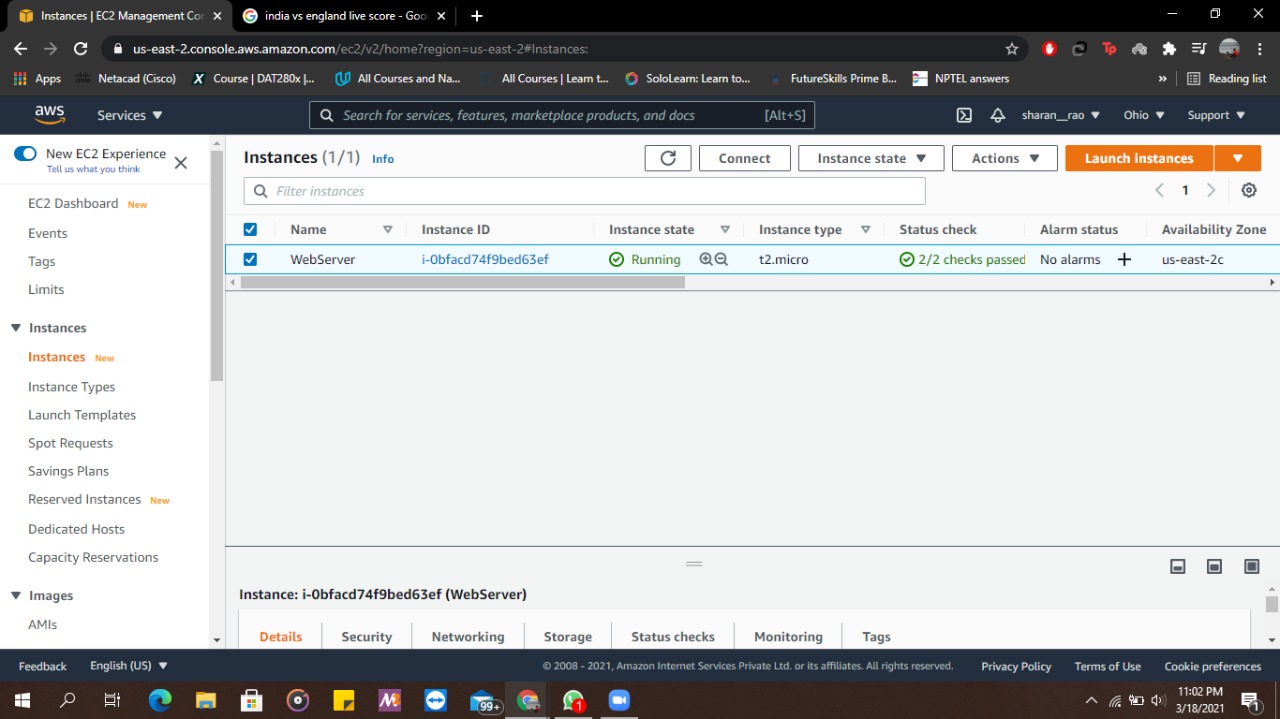 Instances | EC2 Management Con
india vs england live score - Goo
us-east-2.console.aws.amazon.com/ec2/v2/home?region=us-east-2#Instances:
Apps Netacad (Cisco) Course | DAT280x |... All Courses and Na... All Courses | Learn t... SoloLearn: Learn to... FutureSkills Prime B... NPTEL answers » Reading list
aws Services Search for services, features, marketplace products, and docs [Alt+S] sharan__rao Ohio Support
New EC2 Experience
Tell us what you think
EC2 Dashboard New
Events
Tags
Limits
Instances
Instances New
Instance Types
Launch Templates
Spot Requests
Savings Plans
Reserved Instances New
Dedicated Hosts
Capacity Reservations
Images
AMIs
Instances (1/1) Info Connect Instance state Actions Launch instances
Filter instances 1
Name Instance ID Instance state Instance type Status check Alarm status Availability Zone
WebServer i-0bfacd74f9bed63ef Running t2.micro 2/2 checks passed No alarms + us-east-2c
Instance: i-0bfacd74f9bed63ef (WebServer)
Details Security Networking Storage Status checks Monitoring Tags
Feedback English (US) © 2008 - 2021, Amazon Internet Services Private Ltd. or its affiliates. All rights reserved. Privacy Policy Terms of Use Cookie preferences
99+ 1 11:02 PM
3/18/2021 1